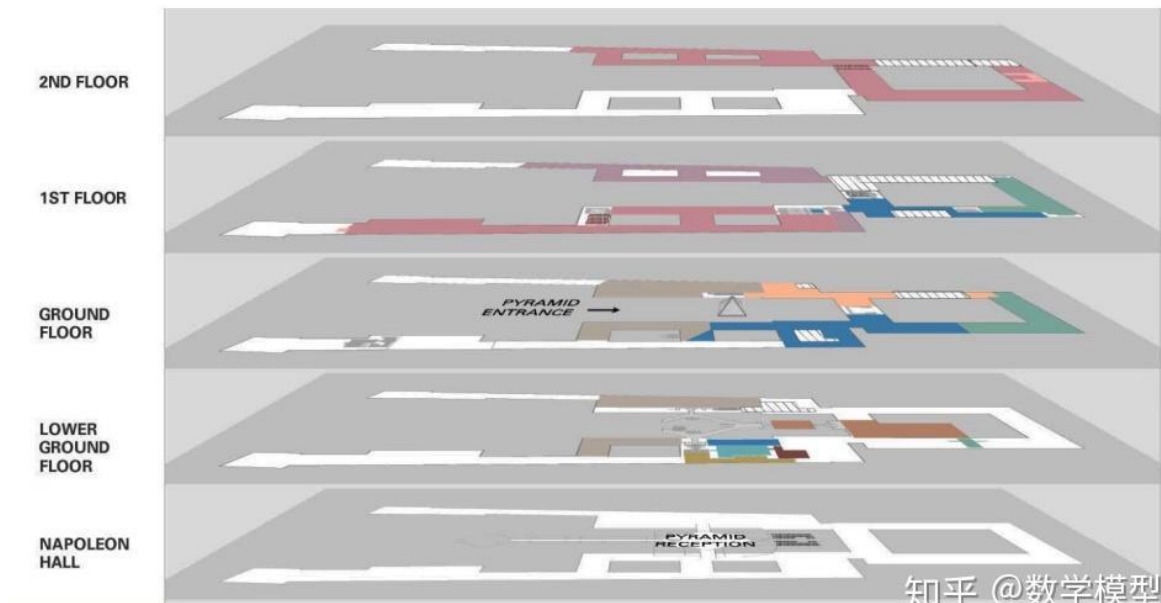 2ND FLOOR
1ST FLOOR
GROUND
FLOOR
PYRAMID
ENTRANCE
LOWER
GROUND
FLOOR
NAPOLEON
HALL
PYRAMID
RECEPTION
知乎 @数学模型